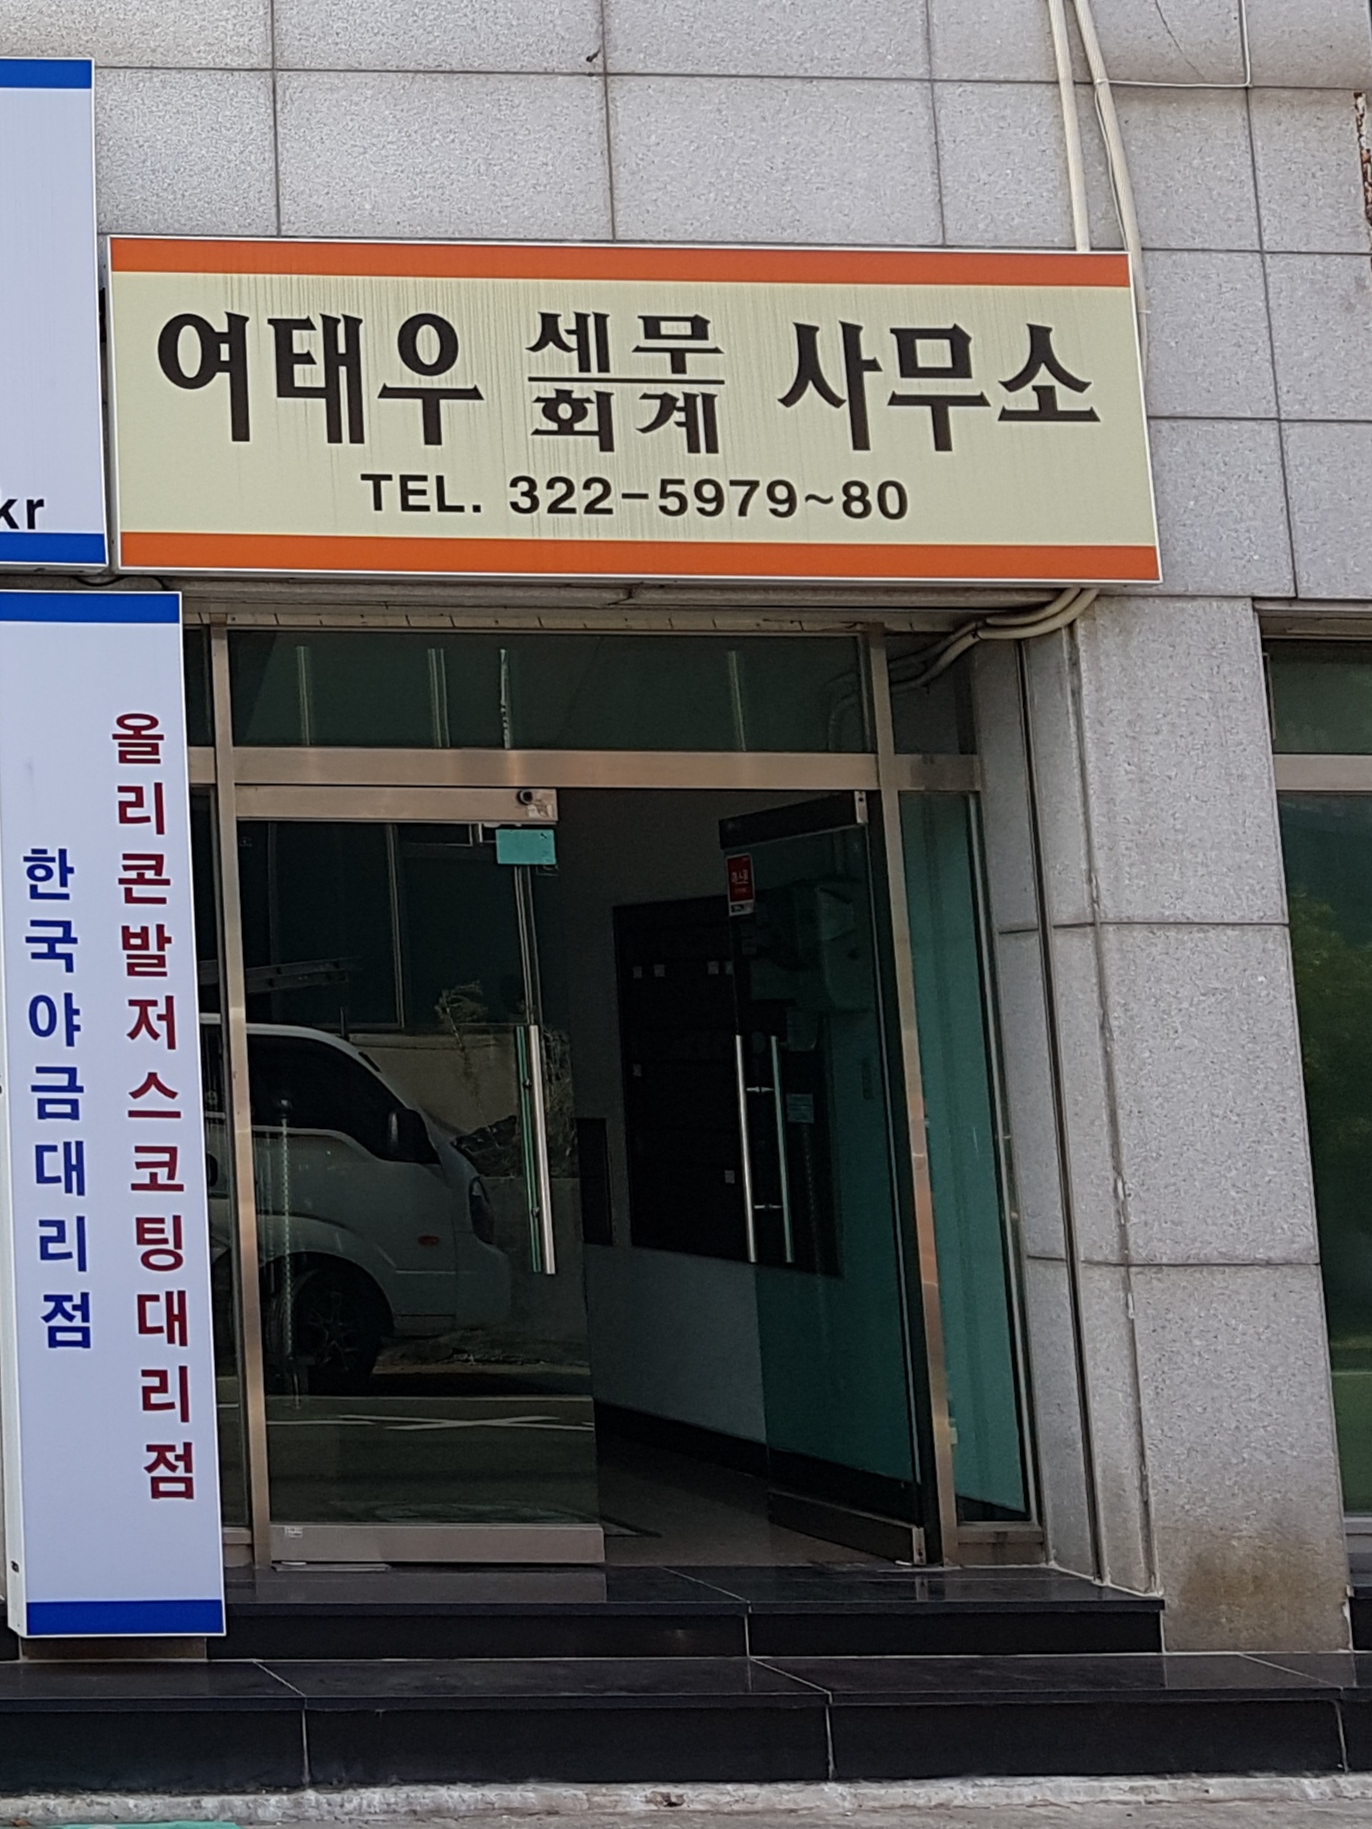 여태우 세무 회계 사무소
TEL. 322-5979~80
kr
올리콘발저스코팅대리점
한국야금대리점